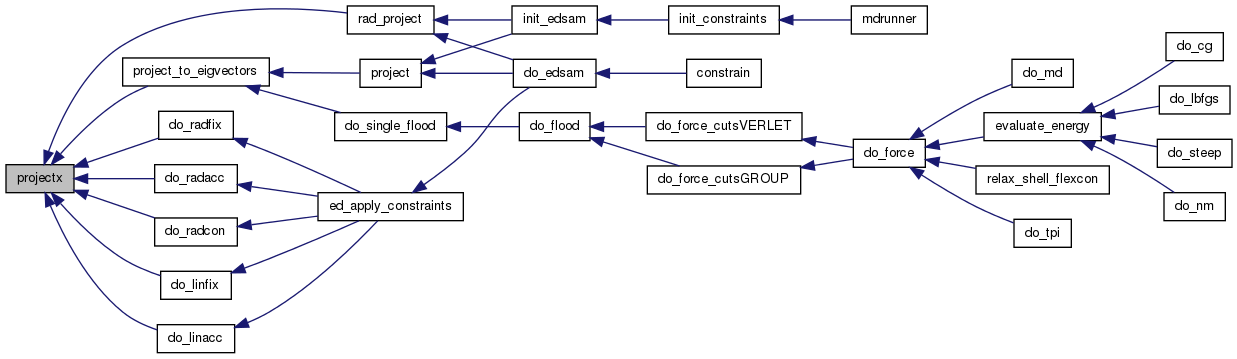 rad_project
init_edsam
init_constraints
mdrunner
do_cg
project_to_eigvectors
project
do_edsam
constrain
do_md
do_lbfgs
do_radfix
do_single_flood
do_flood
do_force_cutsVERLET
evaluate_energy
do_force
do_steep
projectx
do_radacc
do_force_cutsGROUP
relax_shell_flexcon
ed_apply_constraints
do_nm
do_radcon
do_tpi
do_linfix
do_linacc